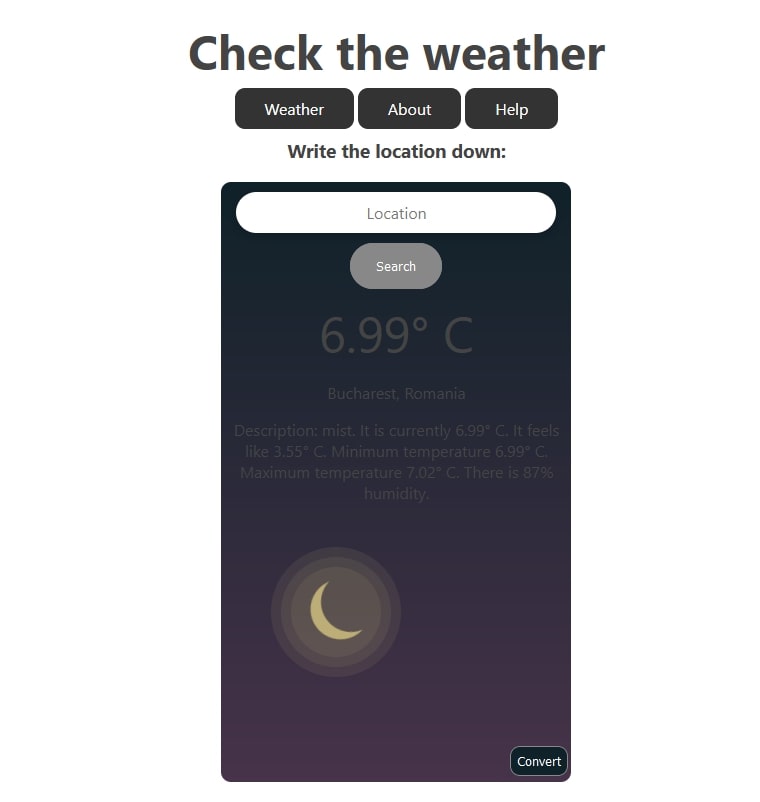 Check the weather
Weather About Help
Write the location down:
Location
Search
6.99° C
Bucharest, Romania
Description: mist. It is currently 6.99° C. It feels
like 3.55° C. Minimum temperature 6.99° C.
Maximum temperature 7.02° C. There is 87%
humidity.
Convert